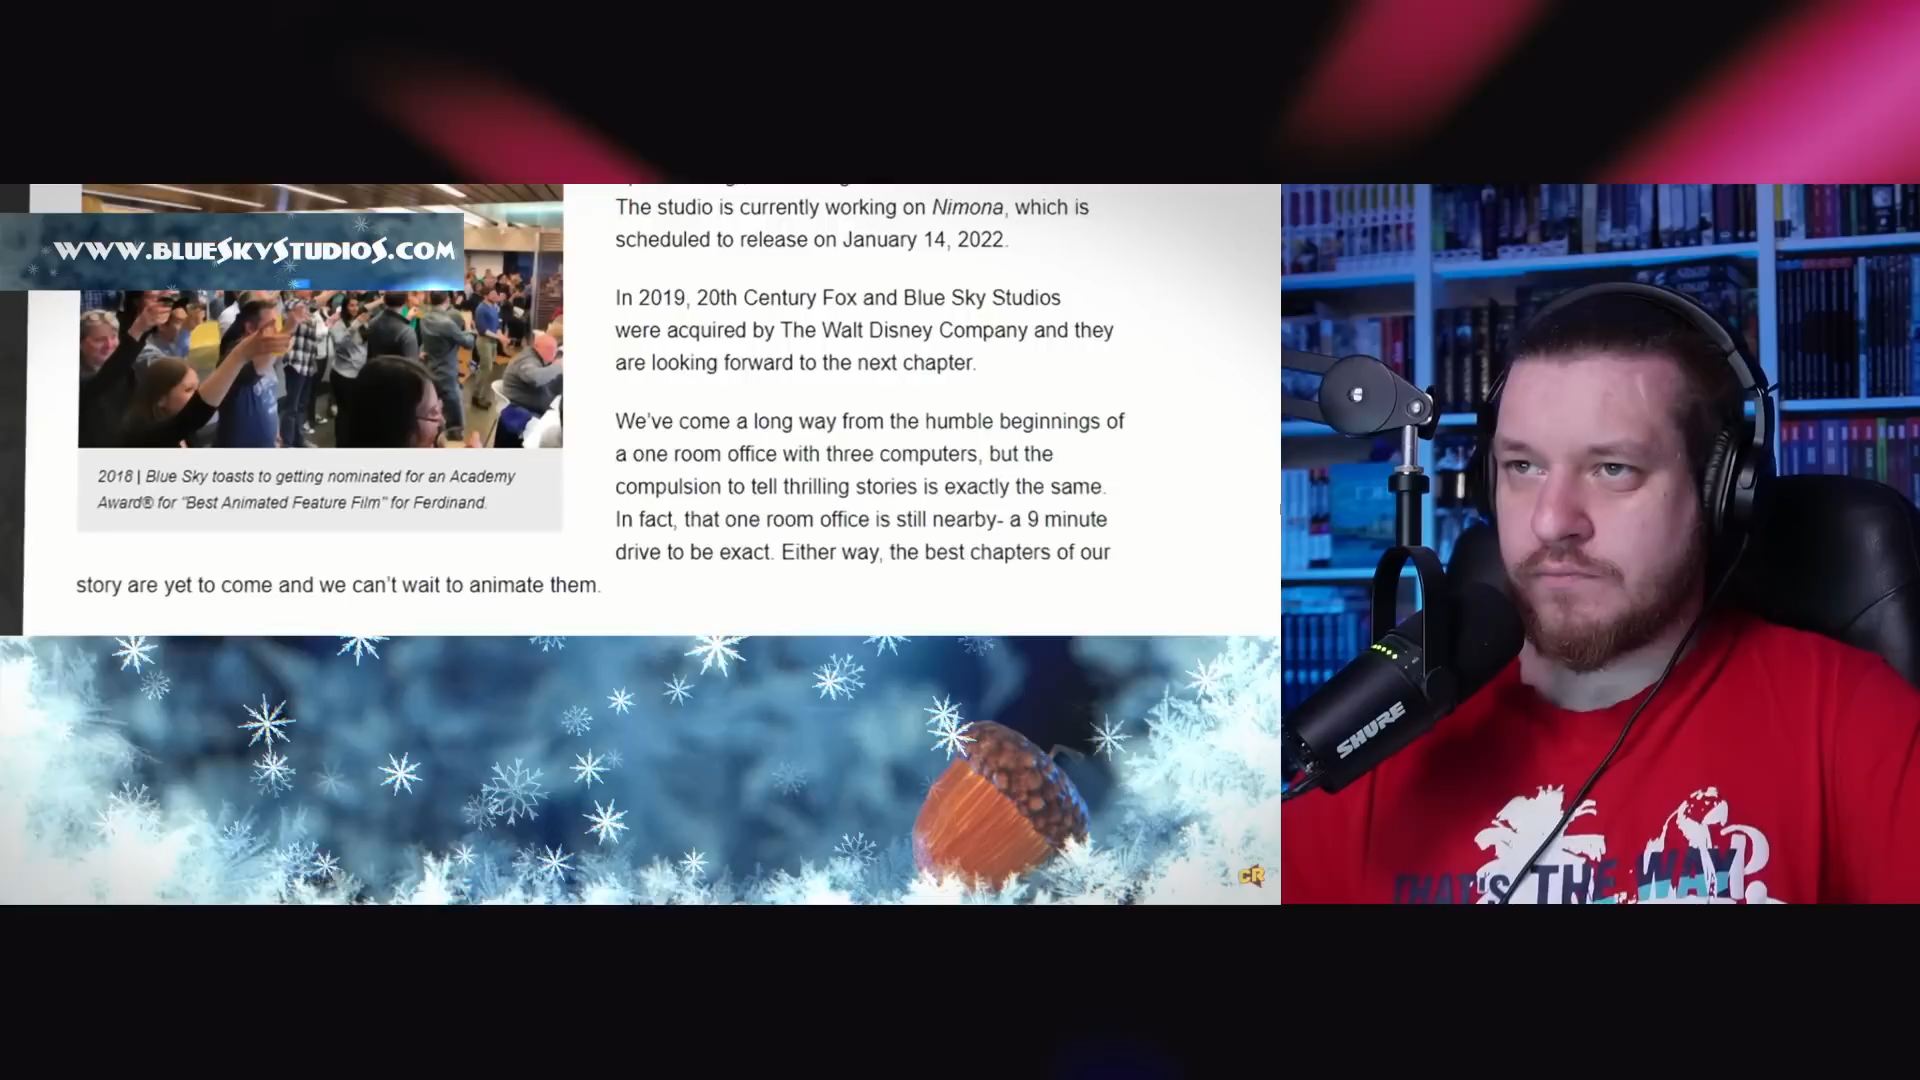 WWW.BLUESKYSTUDIOS.COM
The studio is currently working on Nimona, which is
scheduled to release on January 14, 2022.
In 2019, 20th Century Fox and Blue Sky Studios
were acquired by The Walt Disney Company and they
are looking forward to the next chapter.
We've come a long way from the humble beginnings of
a one room office with three computers, but the
compulsion to tell thrilling stories is exactly the same.
In fact, that one room office is still nearby- a 9 minute
drive to be exact. Either way, the best chapters of our
story are yet to come and we can't wait to animate them.
2018 | Blue Sky toasts to getting nominated for an Academy
Award® for "Best Animated Feature Film" for Ferdinand.
CR
SHURE
THAT'S THE WAY